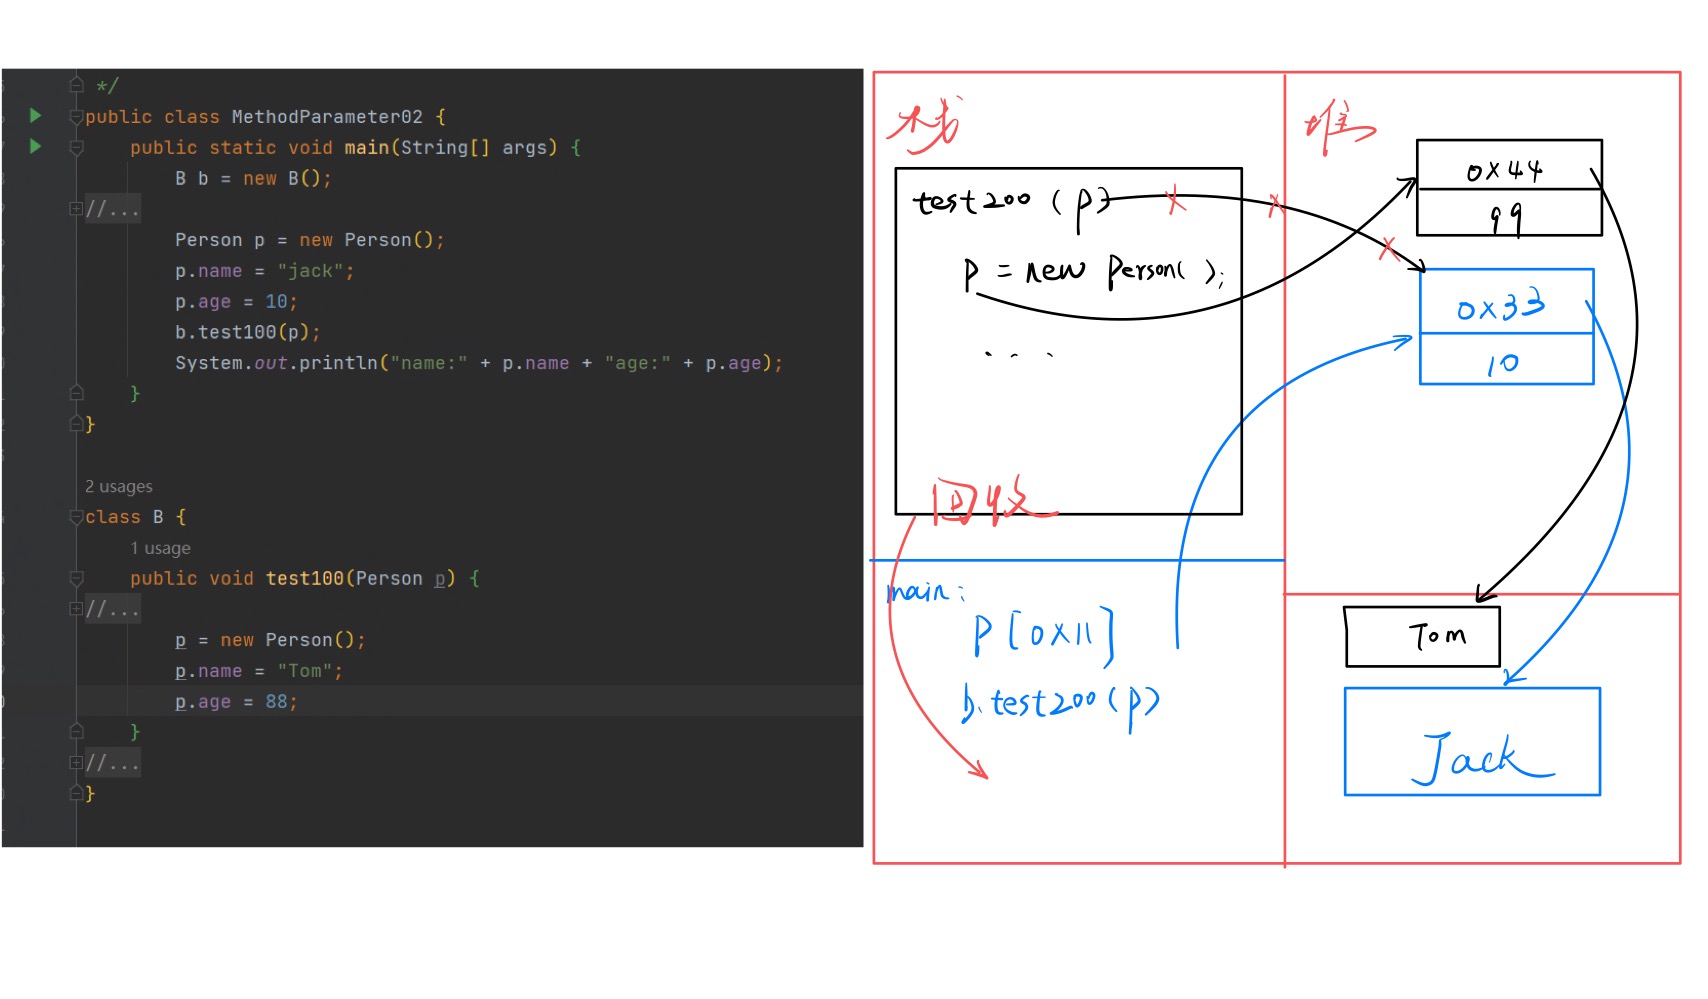 */
public class MethodParameter02 {
public static void main(String[] args) {
B b = new B();
//...
Person p = new Person();
p.name = "jack";
p.age = 10;
b.test100(p);
System.out.println("name:" + p.name + "age:" + p.age);
}
}
2 usages
class B {
1 usage
public void test100(Person p) {
//...
p = new Person();
p.name = "Tom";
p.age = 88;
}
//...
}
栈
test200 (p)
p = new Person( );
....
回收
main:
p [0x11]
b.test200(p)
堆
0x44
99
0x33
10
Tom
Jack